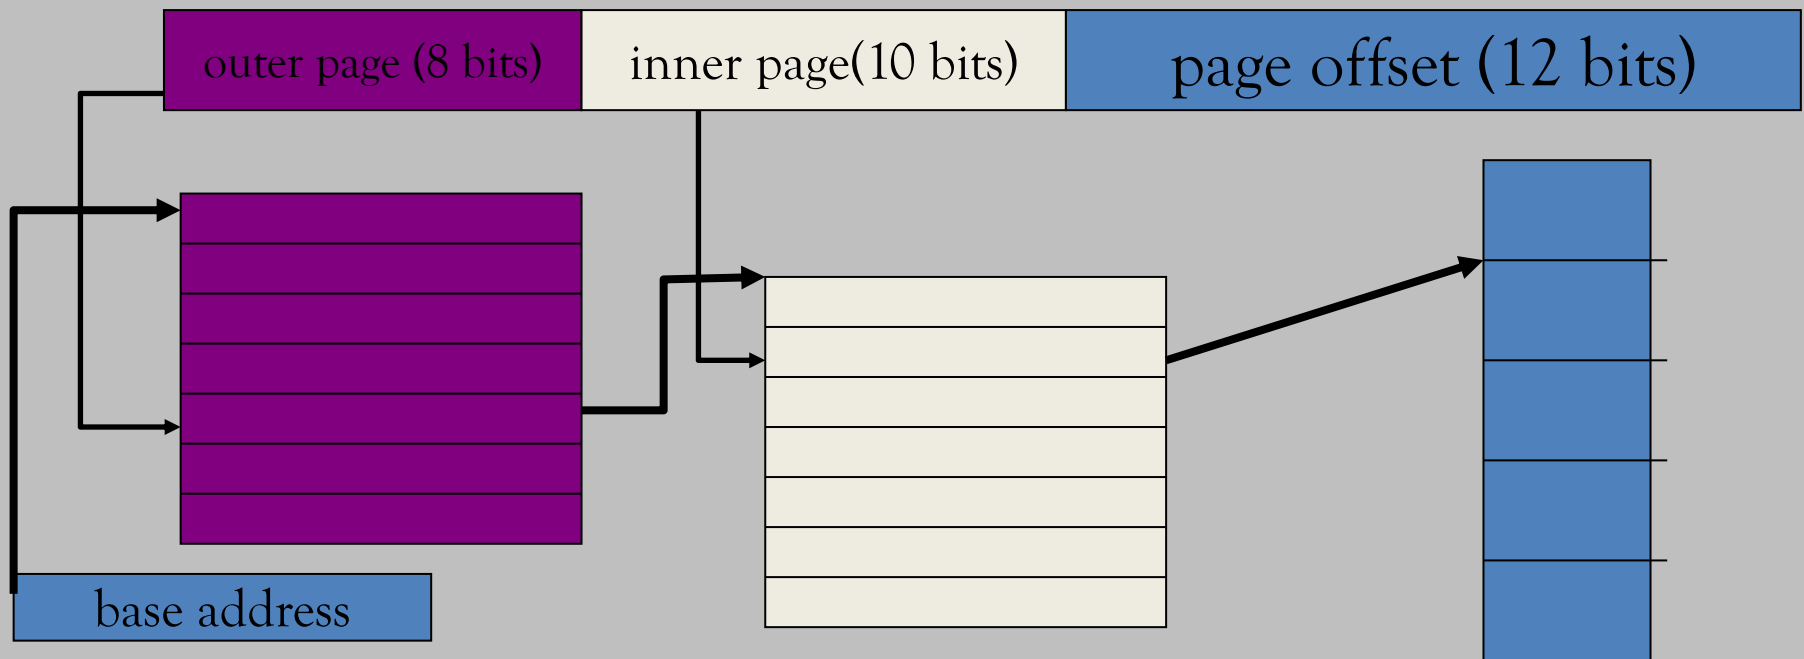 outer page (8 bits)
inner page(10 bits)
page offset (12 bits)
base address